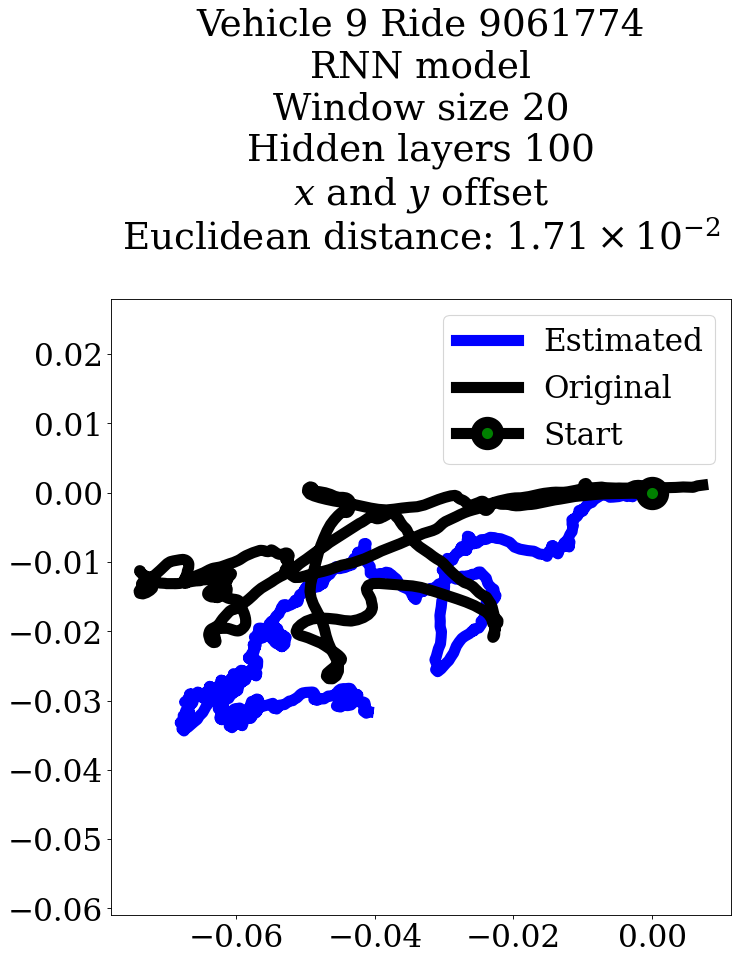 Vehicle 9 Ride 9061774
RNN model
Window size 20
Hidden layers 100
x and y offset
Euclidean distance: 1.71 × 10⁻²
Estimated
Original
Start
0.02
0.01
0.00
−0.01
−0.02
−0.03
−0.04
−0.05
−0.06
−0.06 −0.04 −0.02 0.00